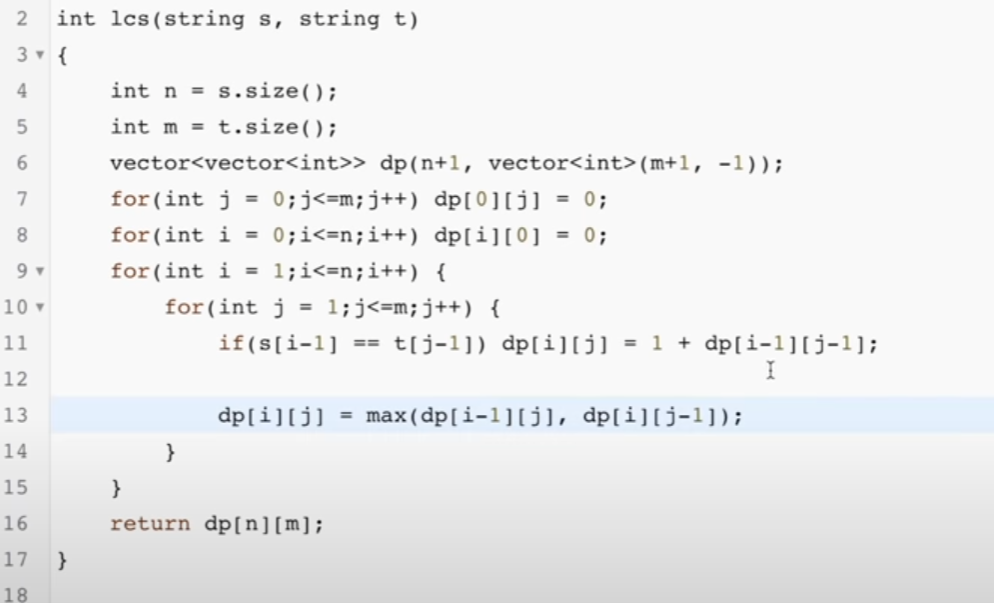 2 int lcs(string s, string t)
3 {
4 int n = s.size();
5 int m = t.size();
6 vector<vector<int>> dp(n+1, vector<int>(m+1, -1));
7 for(int j = 0;j<=m;j++) dp[0][j] = 0;
8 for(int i = 0;i<=n;i++) dp[i][0] = 0;
9 for(int i = 1;i<=n;i++) {
10 for(int j = 1;j<=m;j++) {
11 if(s[i-1] == t[j-1]) dp[i][j] = 1 + dp[i-1][j-1];
12
13 dp[i][j] = max(dp[i-1][j], dp[i][j-1]);
14 }
15 }
16 return dp[n][m];
17 }
18